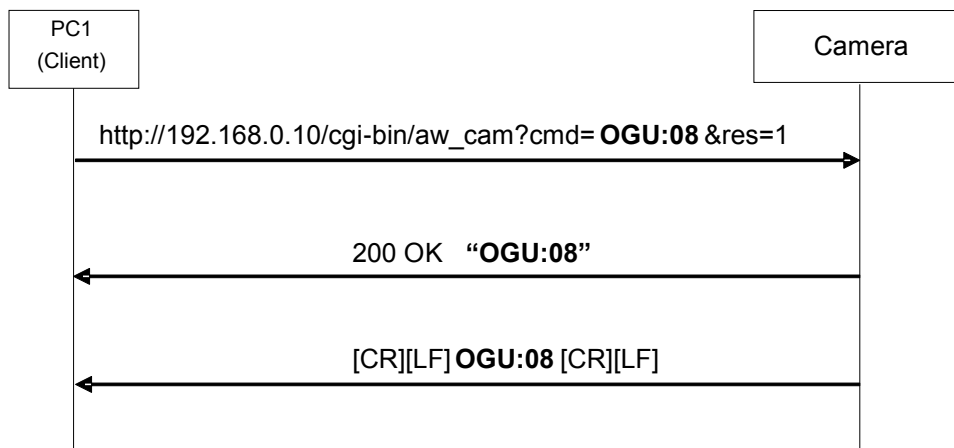 PC1
(Client)
Camera
http://192.168.0.10/cgi-bin/aw_cam?cmd= OGU:08 &res=1
200 OK “OGU:08”
[CR][LF] OGU:08 [CR][LF]